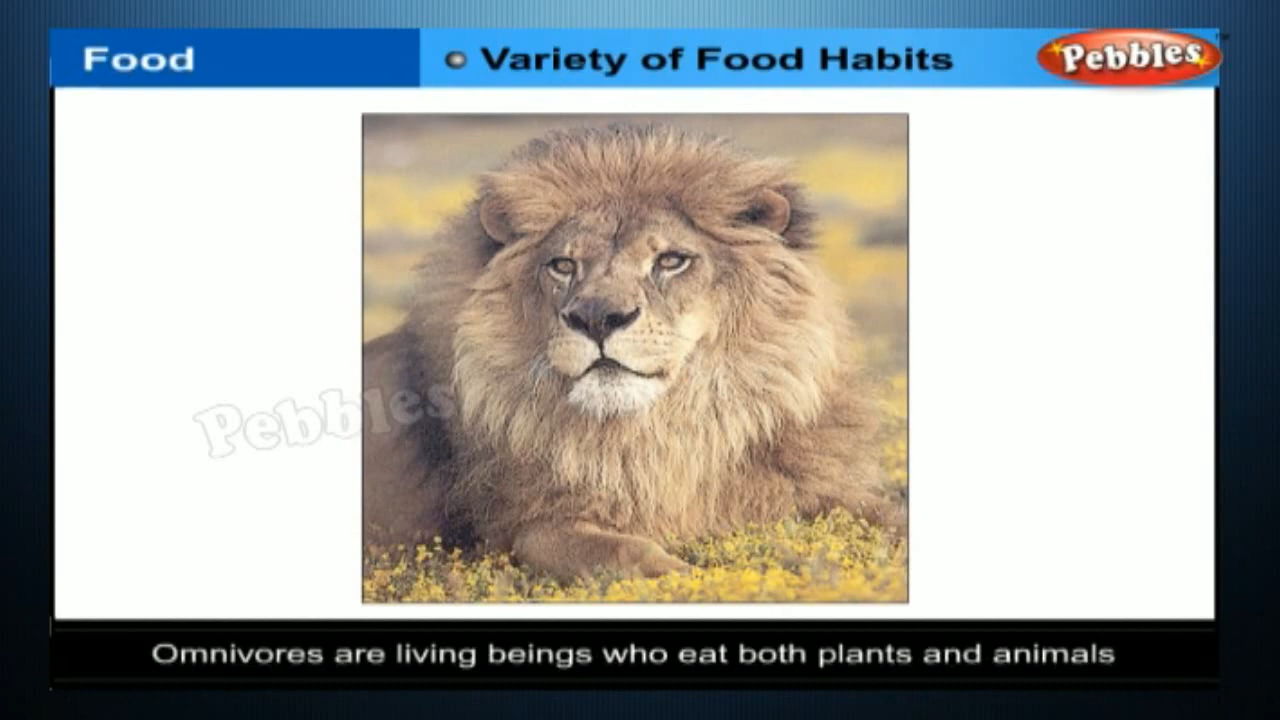 Food
Variety of Food Habits
Pebbles
Pebbles
Omnivores are living beings who eat both plants and animals